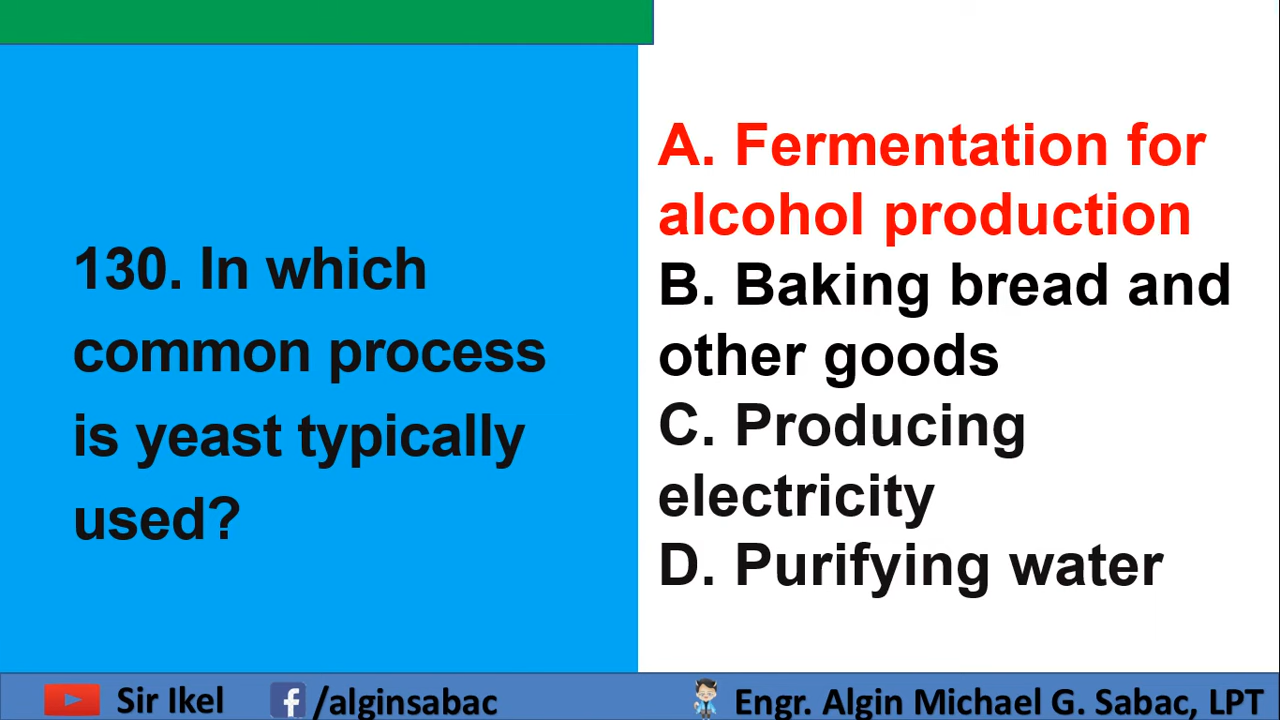 130. In which
common process
is yeast typically
used?
A. Fermentation for
alcohol production
B. Baking bread and
other goods
C. Producing
electricity
D. Purifying water
Sir Ikel
/alginsabac
Engr. Algin Michael G. Sabac, LPT